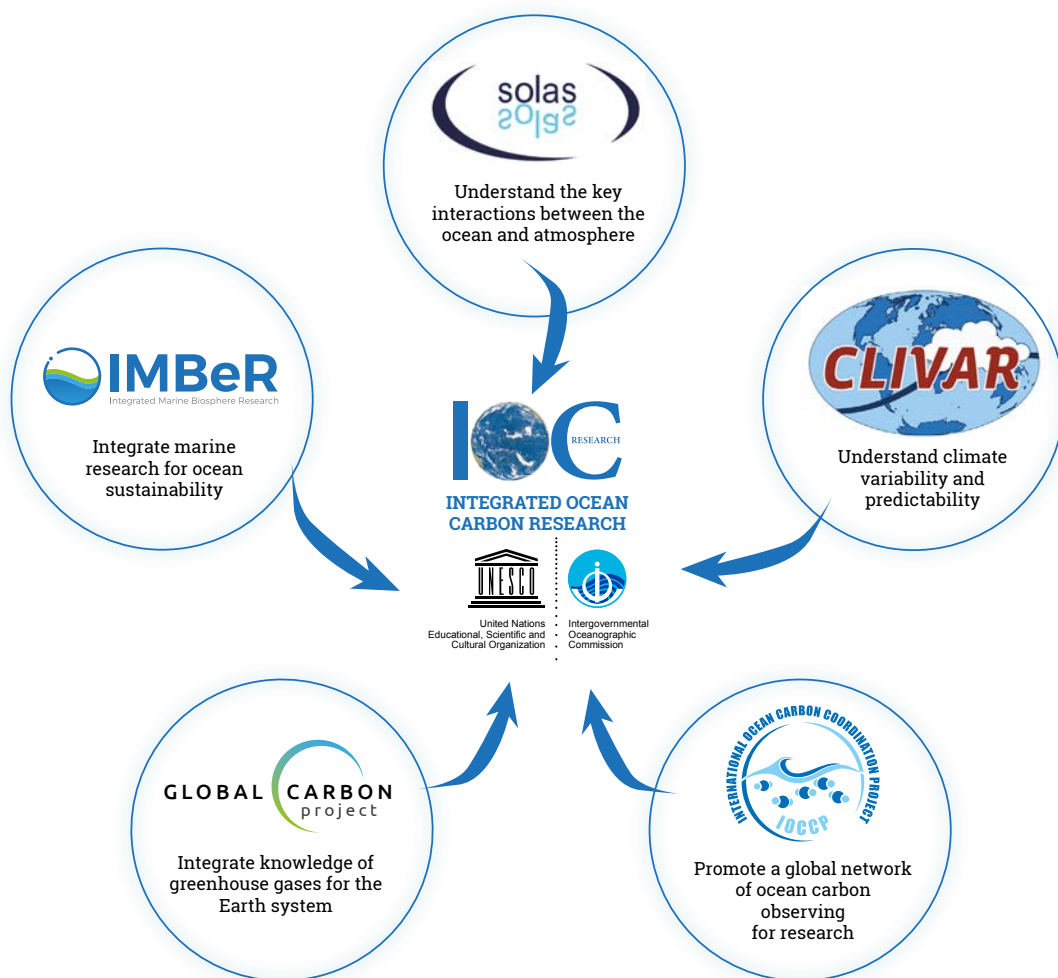 solas
solas
Understand the key
interactions between the
ocean and atmosphere
IMBeR
Integrated Marine Biosphere Research
Integrate marine
research for ocean
sustainability
CLIVAR
Understand climate
variability and
predictability
IOC
RESEARCH
INTEGRATED OCEAN
CARBON RESEARCH
UNESCO
United Nations
Educational, Scientific and
Cultural Organization
Intergovernmental
Oceanographic
Commission
GLOBAL CARBON
project
Integrate knowledge of
greenhouse gases for the
Earth system
INTERNATIONAL OCEAN CARBON COORDINATION PROJECT
IOCCP
Promote a global network
of ocean carbon
observing
for research